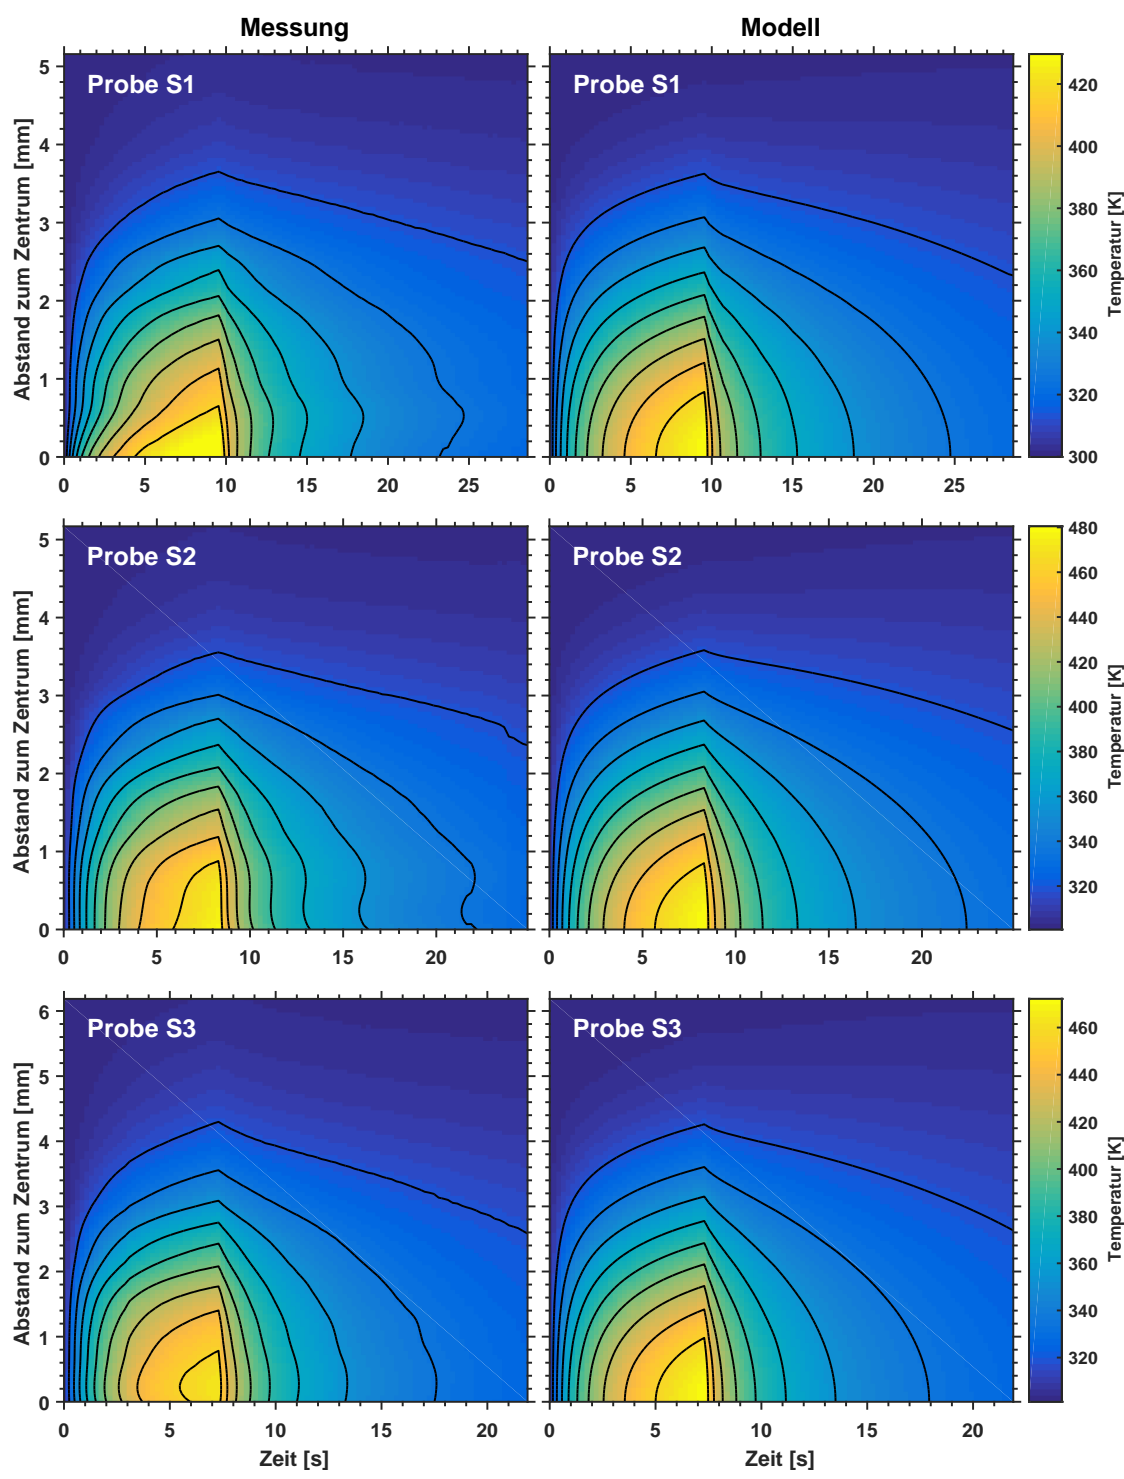 Messung Modell
Probe S1 Probe S1
Abstand zum Zentrum [mm]
5
4
3
2
1
0
0 5 10 15 20 25
0 5 10 15 20 25
Temperatur [K]
420
400
380
360
340
320
300
Probe S2 Probe S2
Abstand zum Zentrum [mm]
5
4
3
2
1
0
0 5 10 15 20
0 5 10 15 20
Temperatur [K]
480
460
440
420
400
380
360
340
320
Probe S3 Probe S3
Abstand zum Zentrum [mm]
6
5
4
3
2
1
0
0 5 10 15 20
0 5 10 15 20
Zeit [s] Zeit [s]
Temperatur [K]
460
440
420
400
380
360
340
320